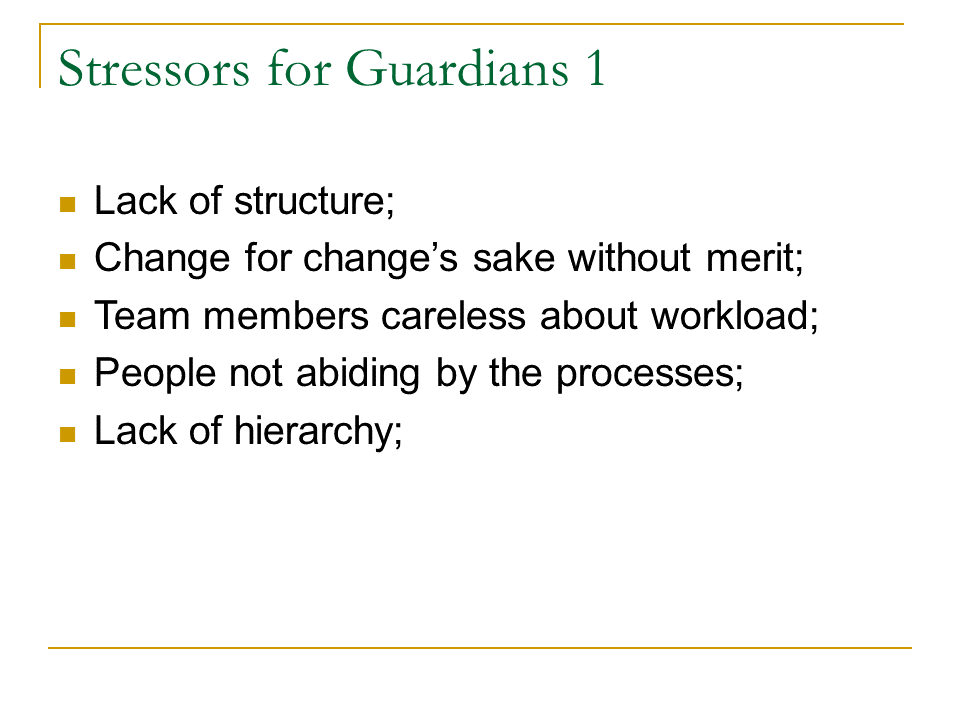 Stressors for Guardians 1
Lack of structure;
Change for change’s sake without merit;
Team members careless about workload;
People not abiding by the processes;
Lack of hierarchy;